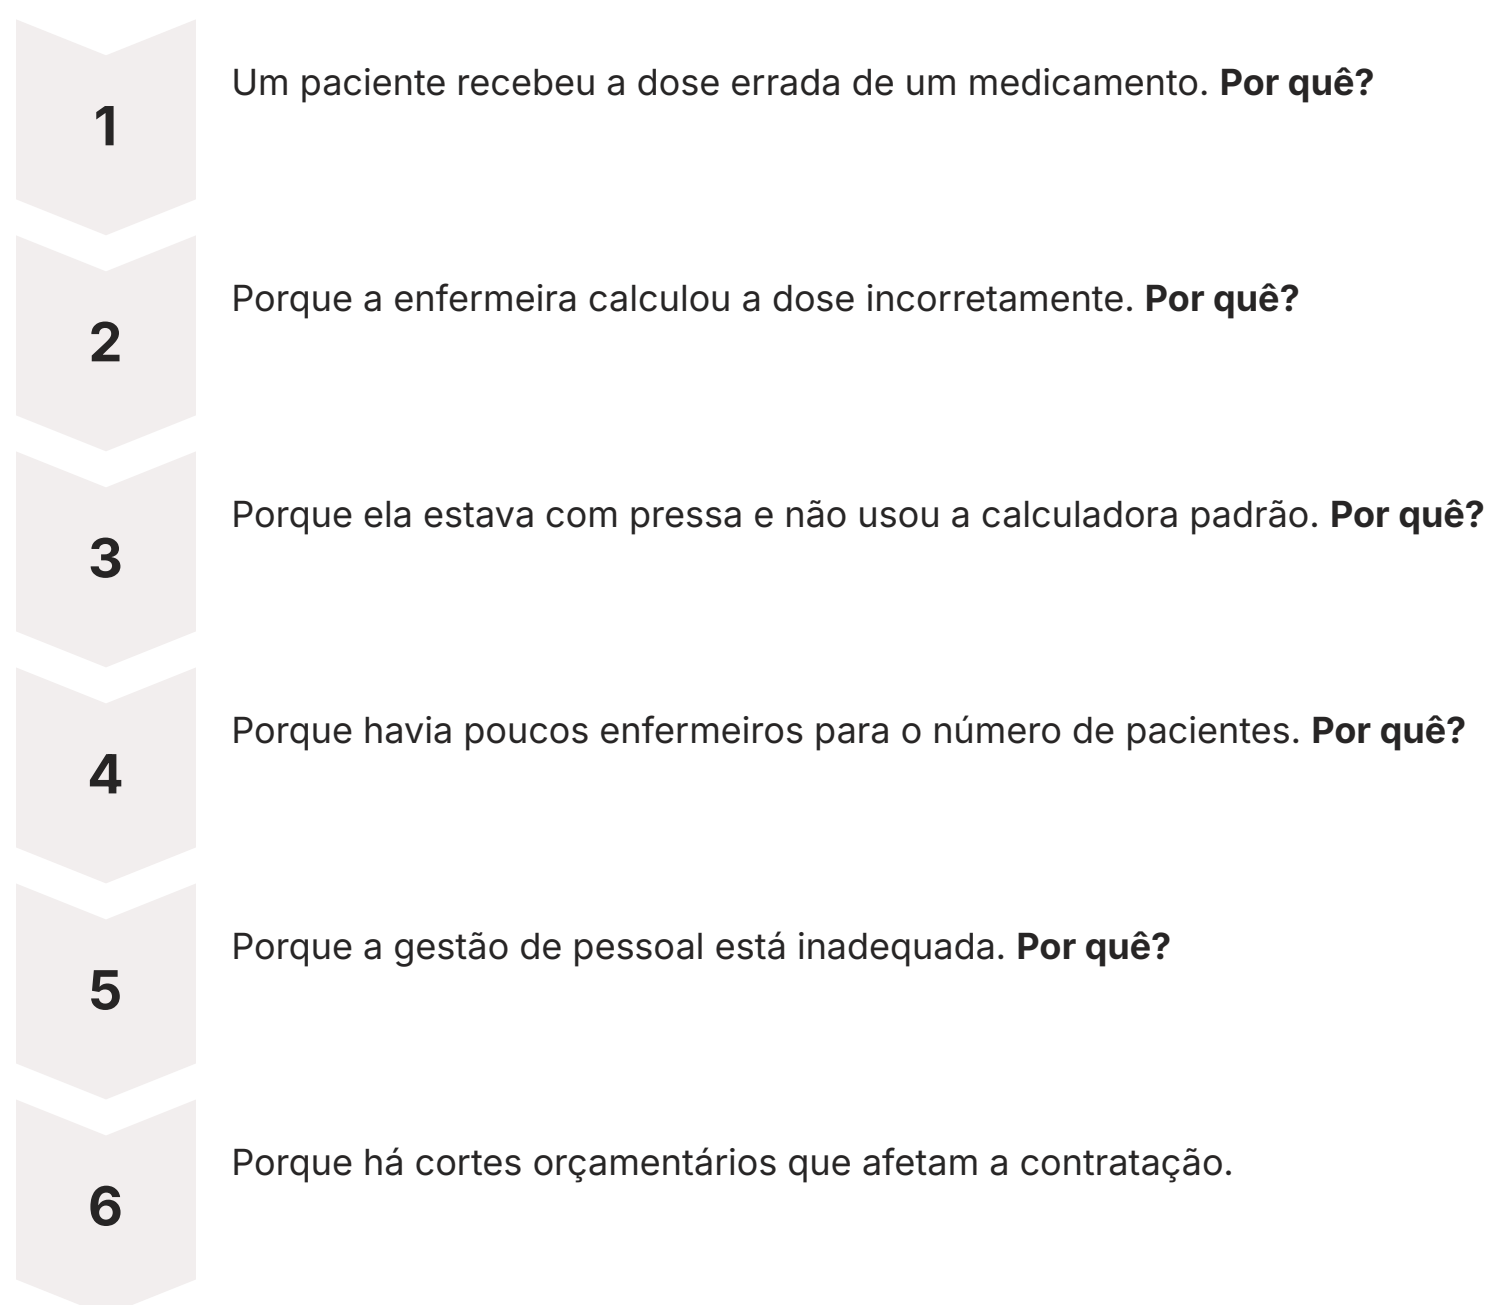 1
Um paciente recebeu a dose errada de um medicamento. Por quê?
2
Porque a enfermeira calculou a dose incorretamente. Por quê?
3
Porque ela estava com pressa e não usou a calculadora padrão. Por quê?
4
Porque havia poucos enfermeiros para o número de pacientes. Por quê?
5
Porque a gestão de pessoal está inadequada. Por quê?
6
Porque há cortes orçamentários que afetam a contratação.